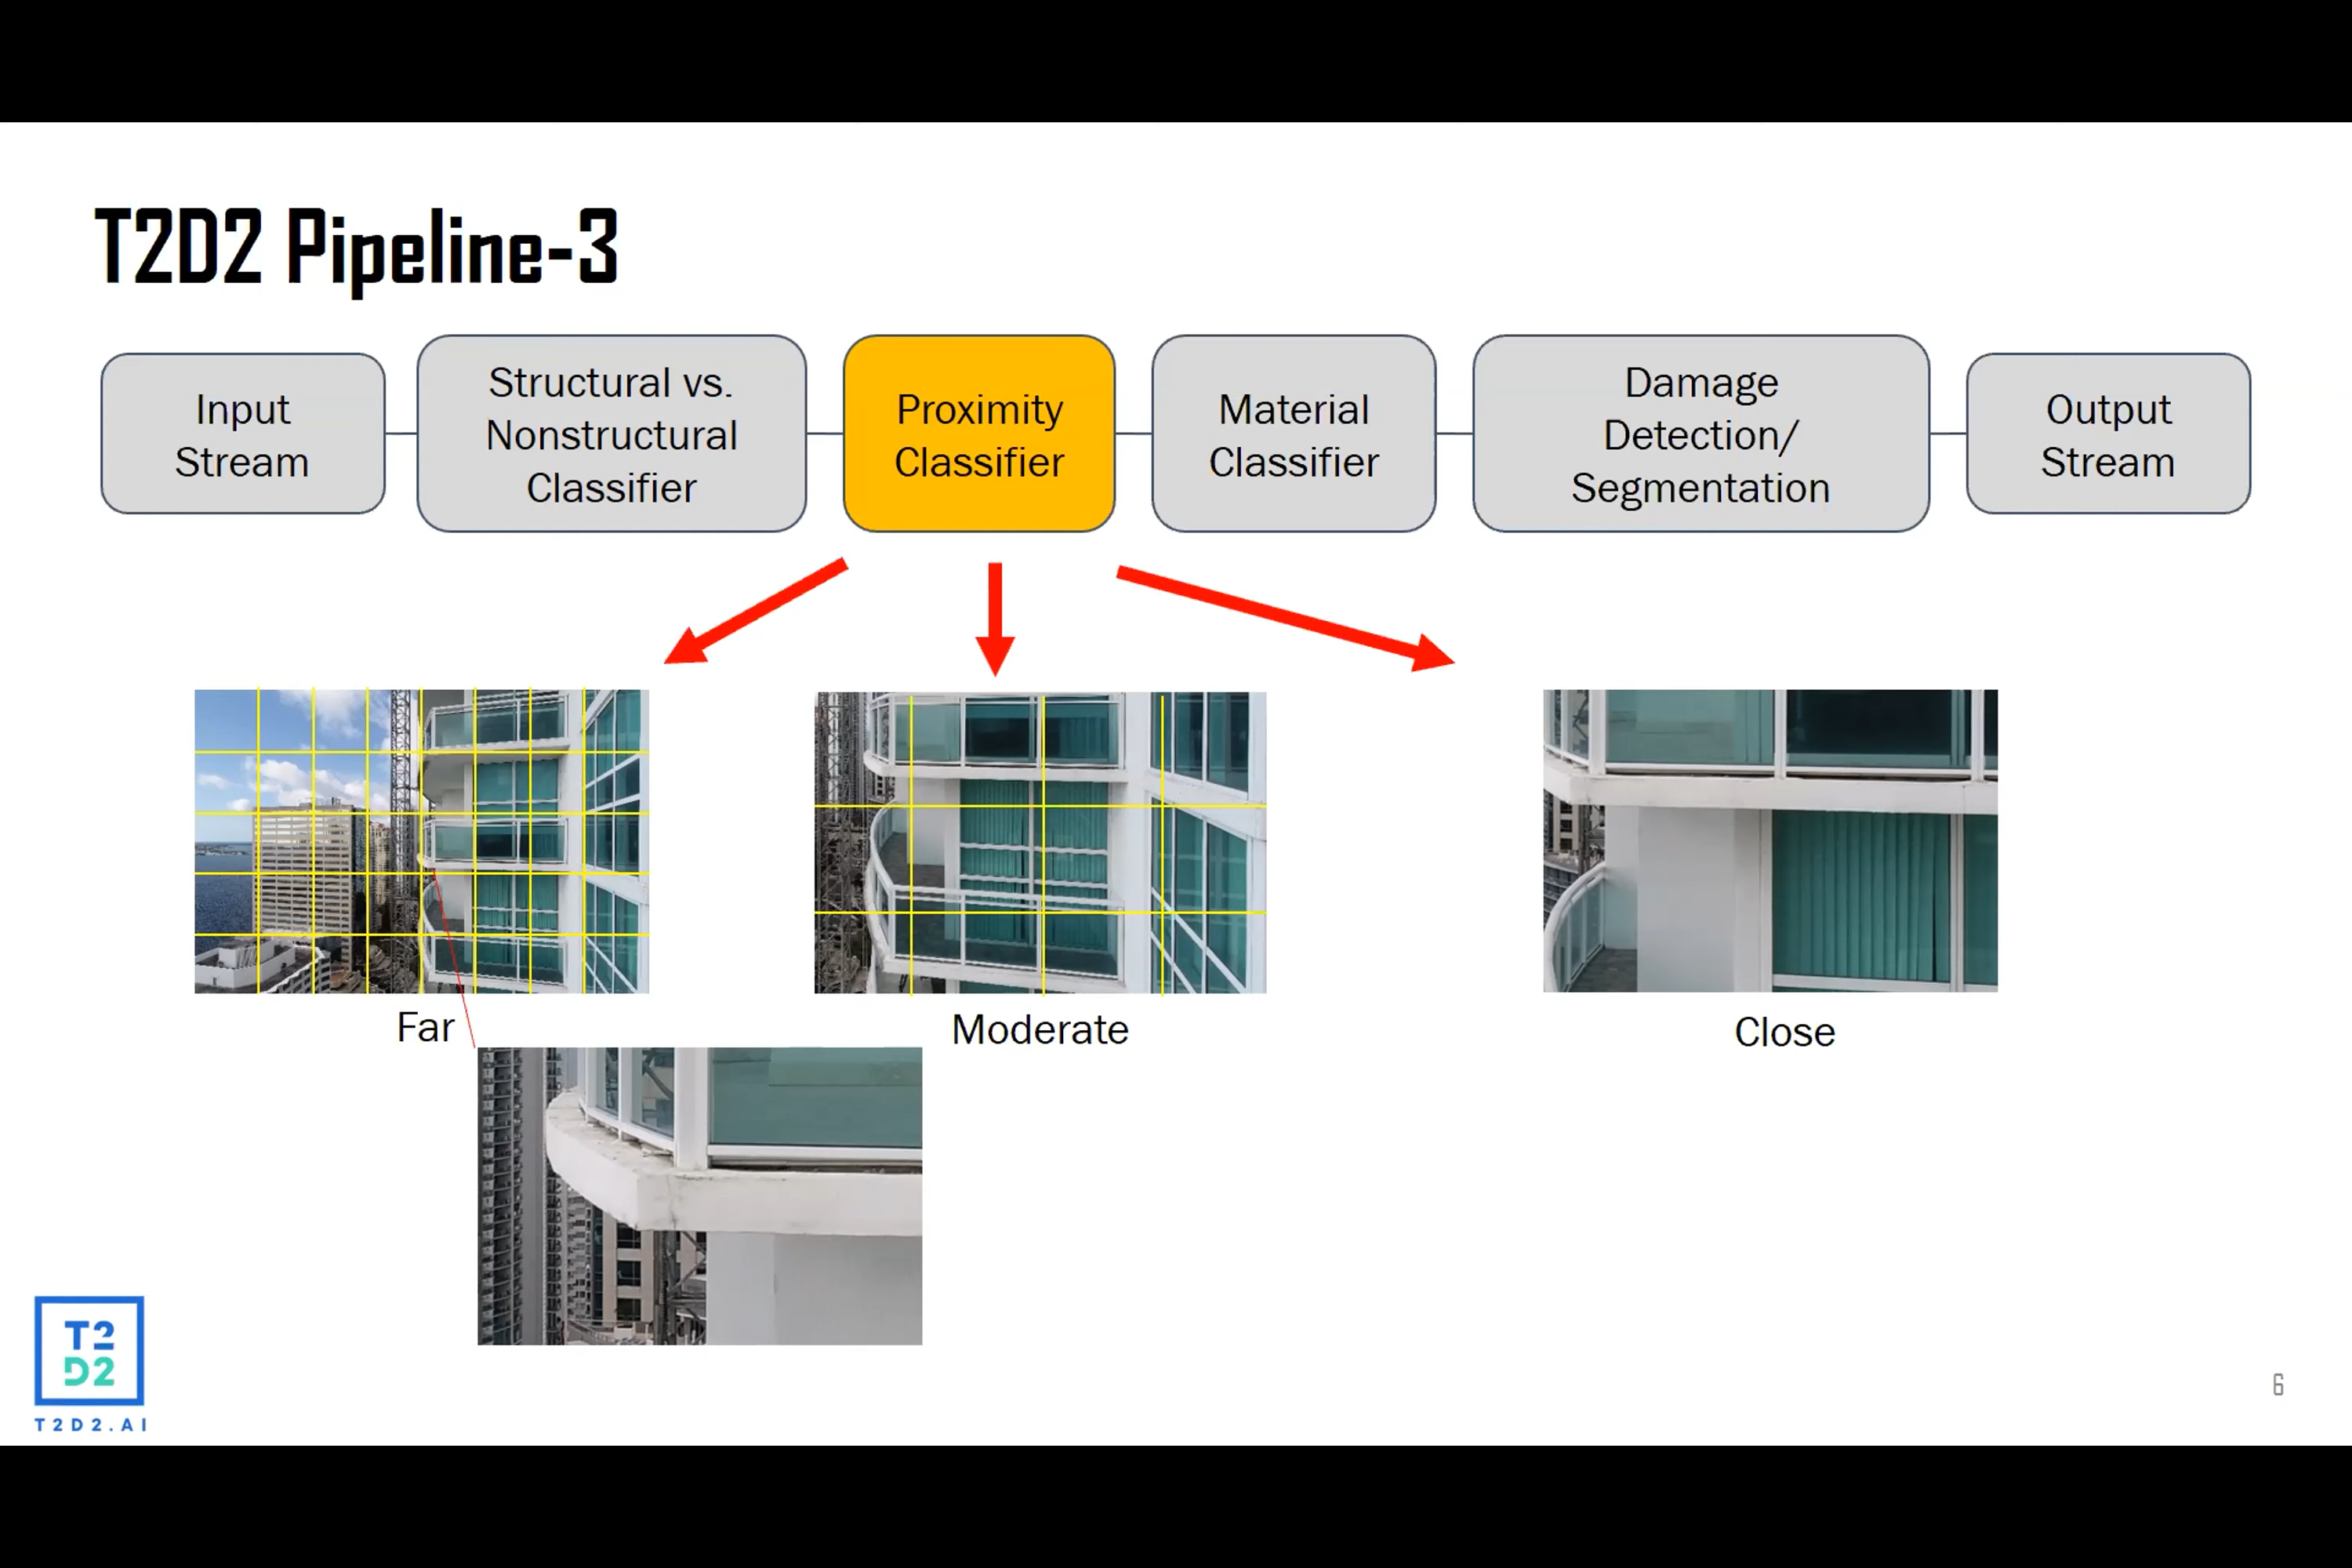 T2D2 Pipeline-3
Input
Stream
Structural vs.
Nonstructural
Classifier
Proximity
Classifier
Material
Classifier
Damage
Detection/
Segmentation
Output
Stream
Far
Moderate
Close
T2
D2
T2D2.AI
6